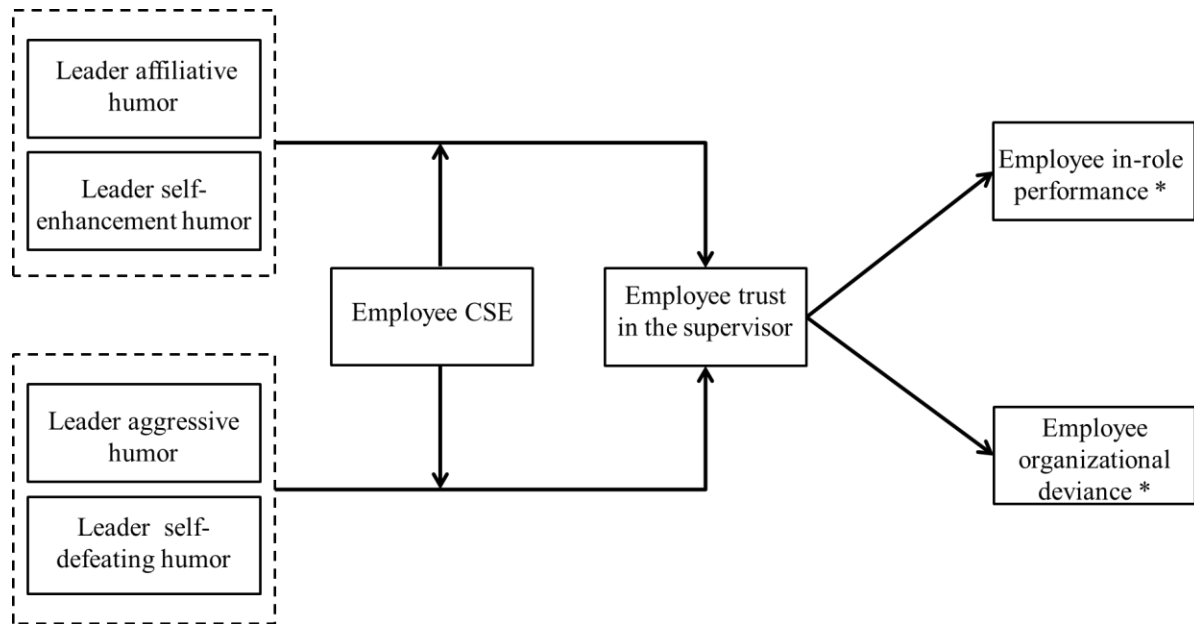 Leader affiliative
humor
Leader self-
enhancement humor
Employee CSE
Employee trust
in the supervisor
Employee in-role
performance *
Leader aggressive
humor
Leader self-
defeating humor
Employee
organizational
deviance *